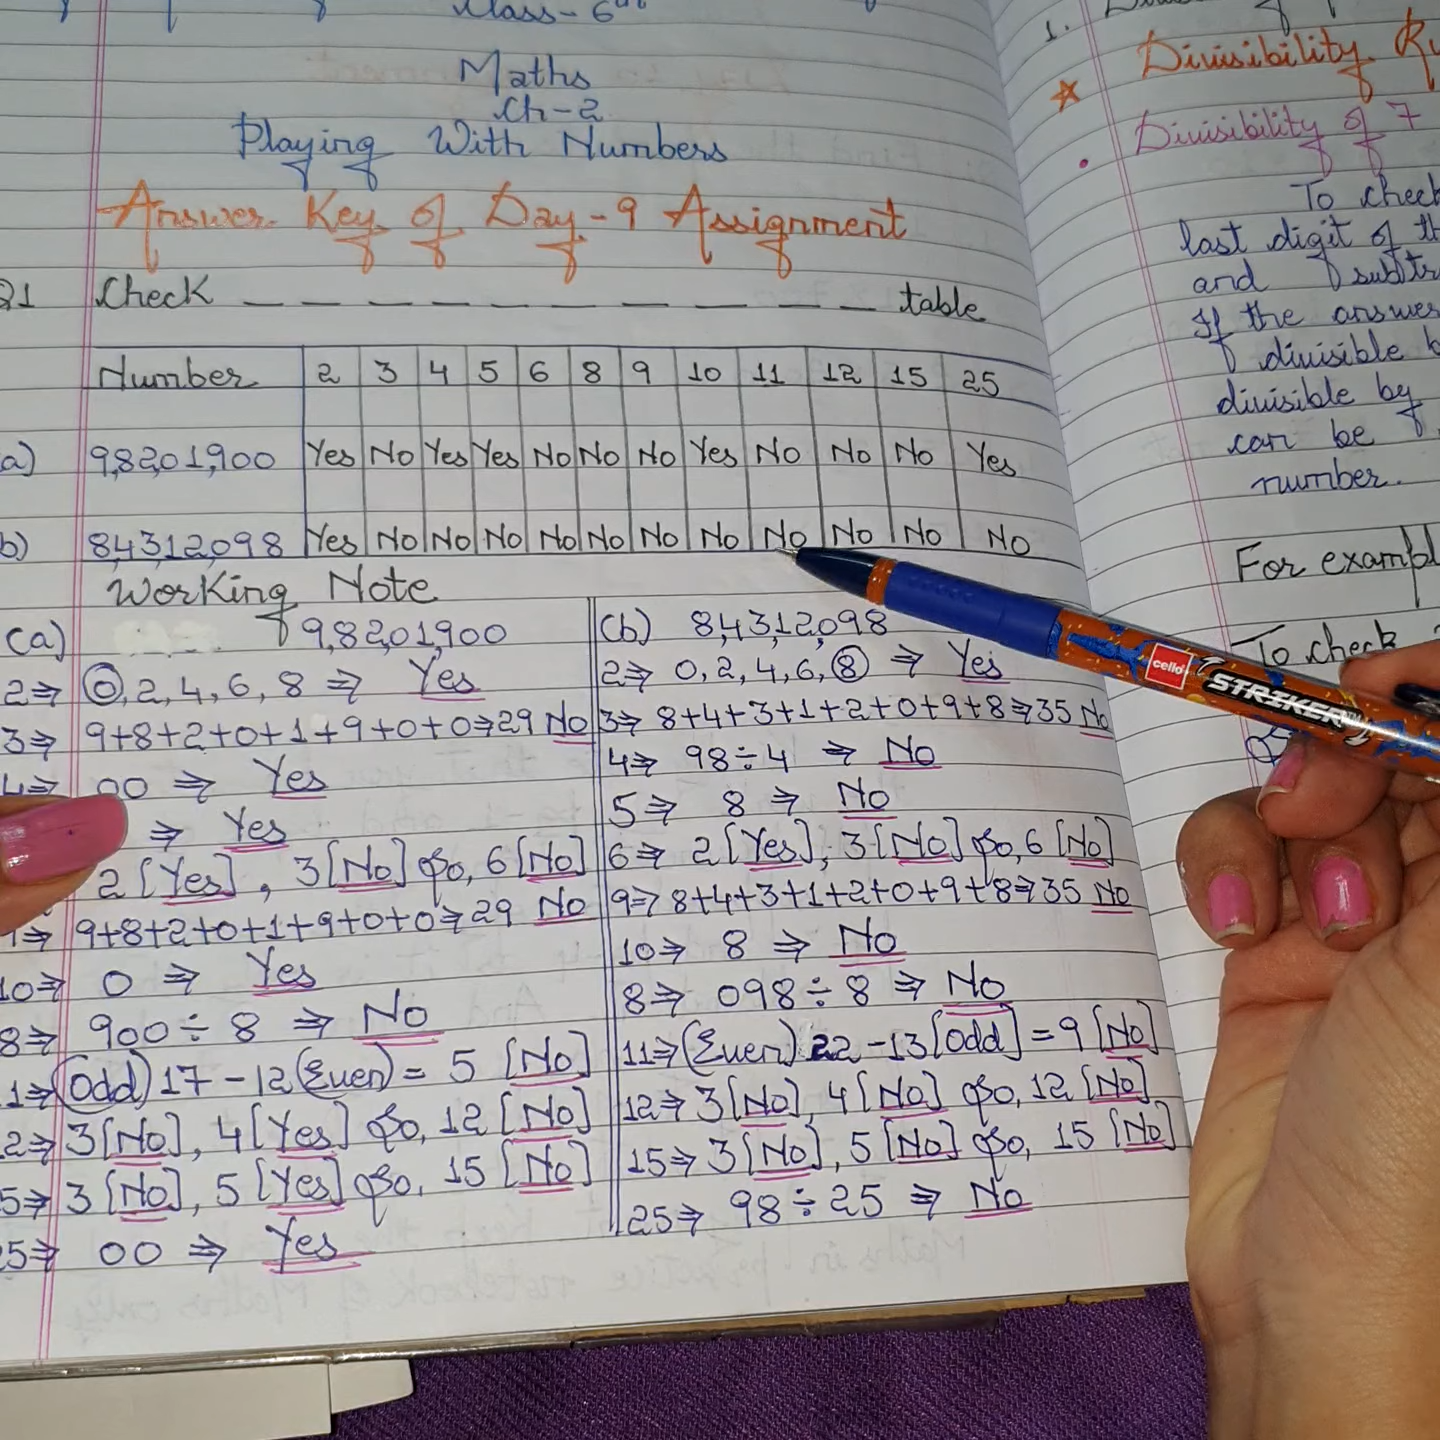 Class-6th
Maths
Ch-2
Playing With Numbers
Answer Key of Day-9 Assignment
Q1 Check _ _ _ _ _ _ _ _ _ _ _ table
Number 2 3 4 5 6 8 9 10 11 12 15 25
a) 9,8201,900 Yes No Yes Yes No No No Yes No No No Yes
b) 84312098 Yes No No No No No No No No No No No
Working Note
(a) 9,8201,900
2⇒ 0, 2, 4, 6, 8 ⇒ Yes
3⇒ 9+8+2+0+1+9+0+0⇒29 No
4⇒ 00 ⇒ Yes
⇒ Yes
2[Yes], 3[No] So, 6[No]
9+8+2+0+1+9+0+0⇒29 No
10⇒ 0 ⇒ Yes
8⇒ 900÷8 ⇒ No
1⇒(Odd)17-12(Even)= 5 [No]
2⇒ 3[No], 4[Yes] So, 12[No]
5⇒ 3[No], 5[Yes] So, 15[No]
25⇒ 00 ⇒ Yes
(b) 84312098
2⇒ 0, 2, 4, 6, 8 ⇒ Yes
3⇒ 8+4+3+1+2+0+9+8⇒35 No
4⇒ 98÷4 ⇒ No
5⇒ 8 ⇒ No
6⇒ 2[Yes], 3[No] So, 6[No]
9⇒ 8+4+3+1+2+0+9+8⇒35 No
10⇒ 8 ⇒ No
8⇒ 098÷8 ⇒ No
11⇒(Even) 22-13[Odd]=9[No]
12⇒ 3[No], 4[No] So, 12[No]
15⇒ 3[No], 5[No] So, 15[No]
25⇒ 98÷25 ⇒ No
1.
Divisibility
Divisibility of 7
To check
last digit of
and
If the answer
divisible
divisible by
can be
number.
For
To check
cello STRIKER